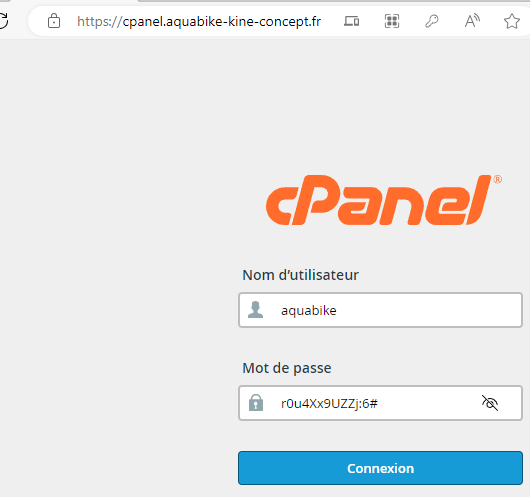 https://cpanel.aquabike-kine-concept.fr
cPanel®
Nom d'utilisateur
aquabike
Mot de passe
r0u4Xx9UZZj:6#
Connexion